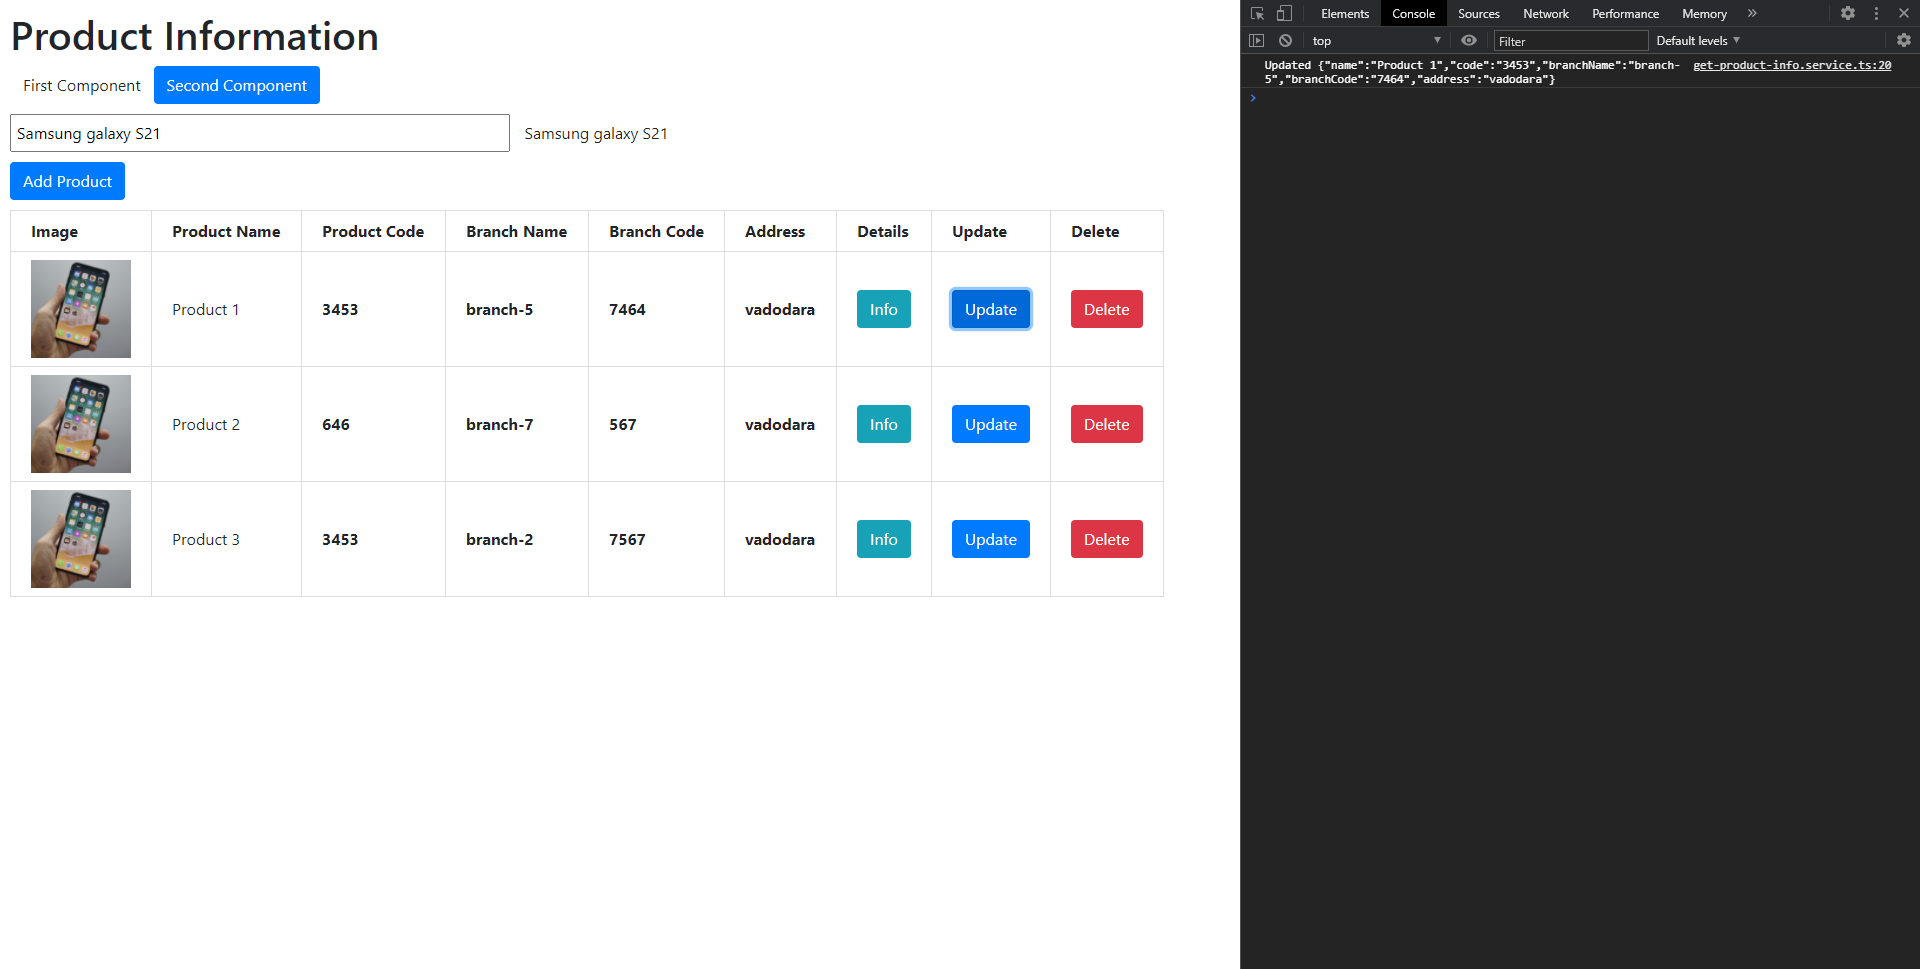 Product Information
First Component Second Component
Samsung galaxy S21 Samsung galaxy S21
Add Product
Image Product Name Product Code Branch Name Branch Code Address Details Update Delete
Product 1 3453 branch-5 7464 vadodara Info Update Delete
Product 2 646 branch-7 567 vadodara Info Update Delete
Product 3 3453 branch-2 7567 vadodara Info Update Delete
Elements Console Sources Network Performance Memory »
top Filter Default levels
Updated {"name":"Product 1","code":"3453","branchName":"branch- get-product-info.service.ts:20
5","branchCode":"7464","address":"vadodara"}